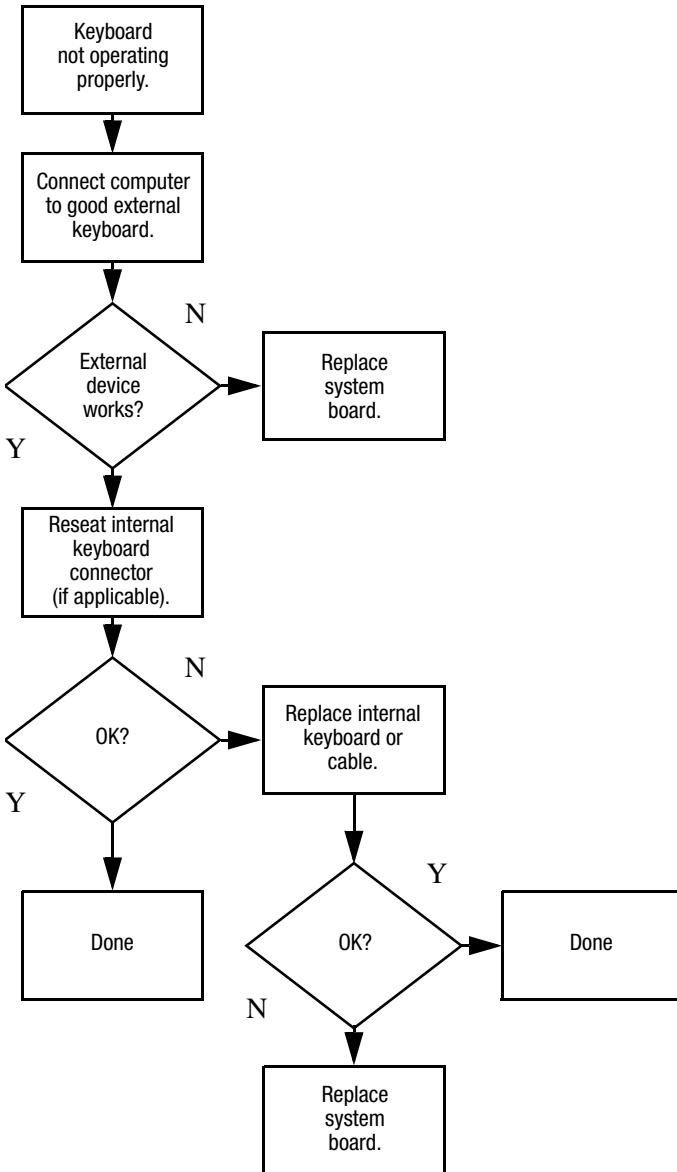 Keyboard
not operating
properly.
Connect computer
to good external
keyboard.
N
External
device
works?
Y
Replace
system
board.
Reseat internal
keyboard
connector
(if applicable).
N
OK?
Y
Replace internal
keyboard or
cable.
Done
Y
OK?
N
Done
Replace
system
board.